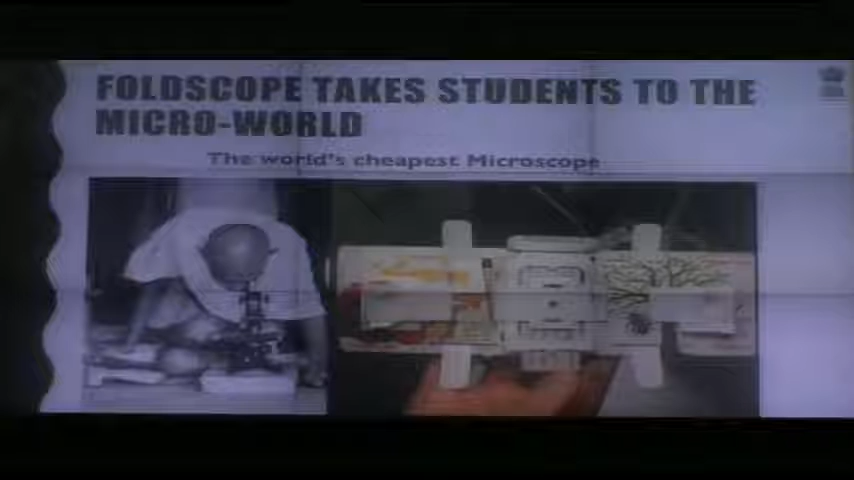 FOLDSCOPE TAKES STUDENTS TO THE
MICRO-WORLD
The world's cheapest Microscope